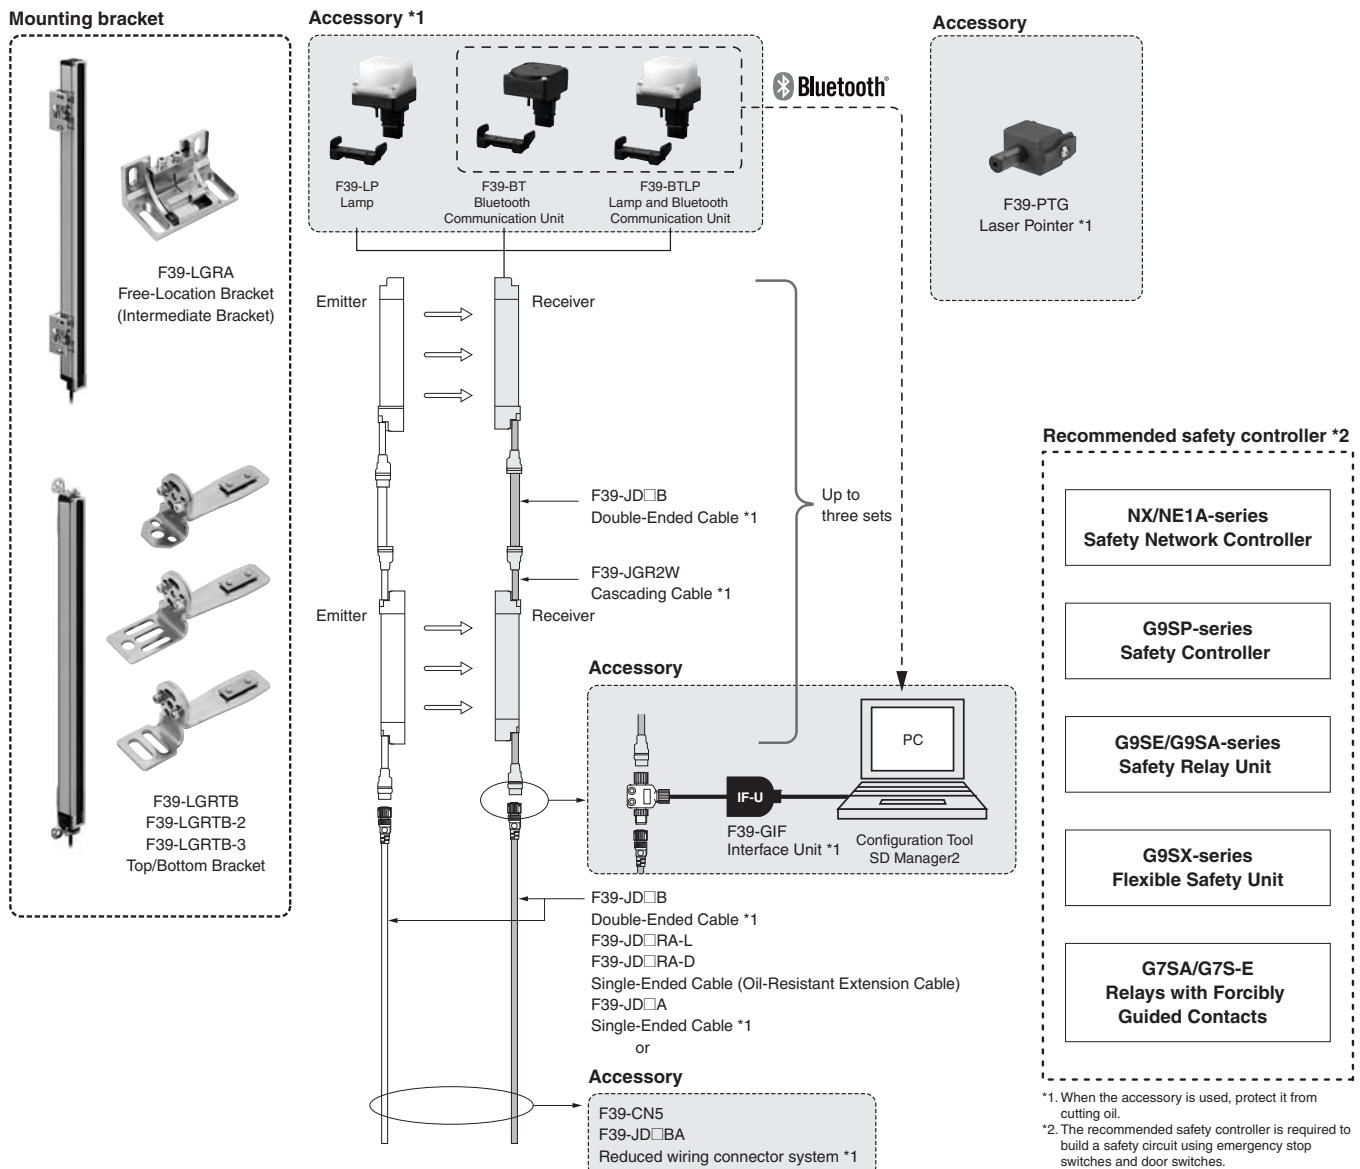 Mounting bracket
F39-LGRA
Free-Location Bracket
(Intermediate Bracket)
F39-LGRTB
F39-LGRTB-2
F39-LGRTB-3
Top/Bottom Bracket
Accessory *1
F39-LP
Lamp
F39-BT
Bluetooth
Communication Unit
F39-BTLP
Lamp and Bluetooth
Communication Unit
Bluetooth®
Accessory
F39-PTG
Laser Pointer *1
Emitter
Receiver
F39-JD□B
Double-Ended Cable *1
F39-JGR2W
Cascading Cable *1
Up to
three sets
Emitter
Receiver
Accessory
PC
IF-U
F39-GIF
Interface Unit *1
Configuration Tool
SD Manager2
F39-JD□B
Double-Ended Cable *1
F39-JD□RA-L
F39-JD□RA-D
Single-Ended Cable (Oil-Resistant Extension Cable)
F39-JD□A
Single-Ended Cable *1
or
Accessory
F39-CN5
F39-JD□BA
Reduced wiring connector system *1
Recommended safety controller *2
NX/NE1A-series
Safety Network Controller
G9SP-series
Safety Controller
G9SE/G9SA-series
Safety Relay Unit
G9SX-series
Flexible Safety Unit
G7SA/G7S-E
Relays with Forcibly
Guided Contacts
*1. When the accessory is used, protect it from
cutting oil.
*2. The recommended safety controller is required to
build a safety circuit using emergency stop
switches and door switches.